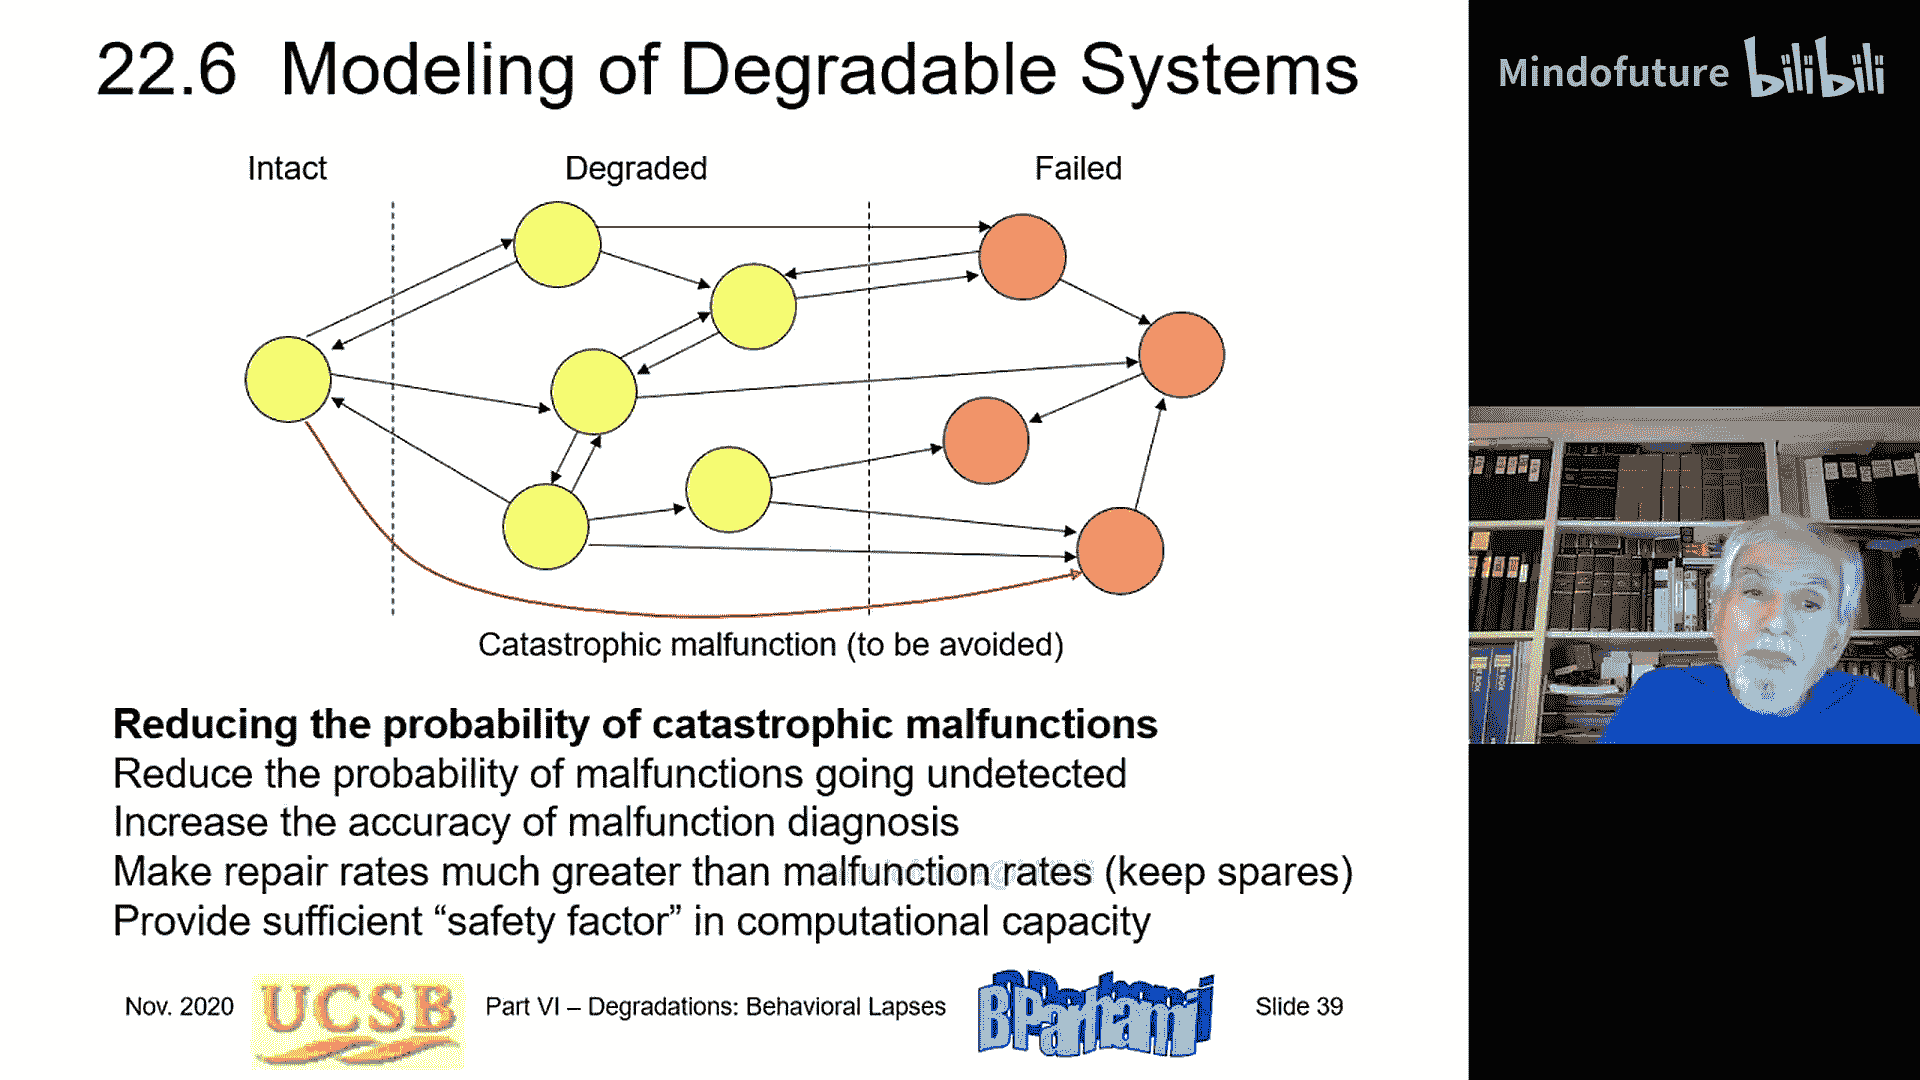 22.6 Modeling of Degradable Systems
Mindofuture bilibili
Intact
Degraded
Failed
Catastrophic malfunction (to be avoided)
Reducing the probability of catastrophic malfunctions
Reduce the probability of malfunctions going undetected
Increase the accuracy of malfunction diagnosis
Make repair rates much greater than malfunction rates (keep spares)
Provide sufficient “safety factor” in computational capacity
Nov. 2020
UCSB
Part VI – Degradations: Behavioral Lapses
B Parhami
Slide 39